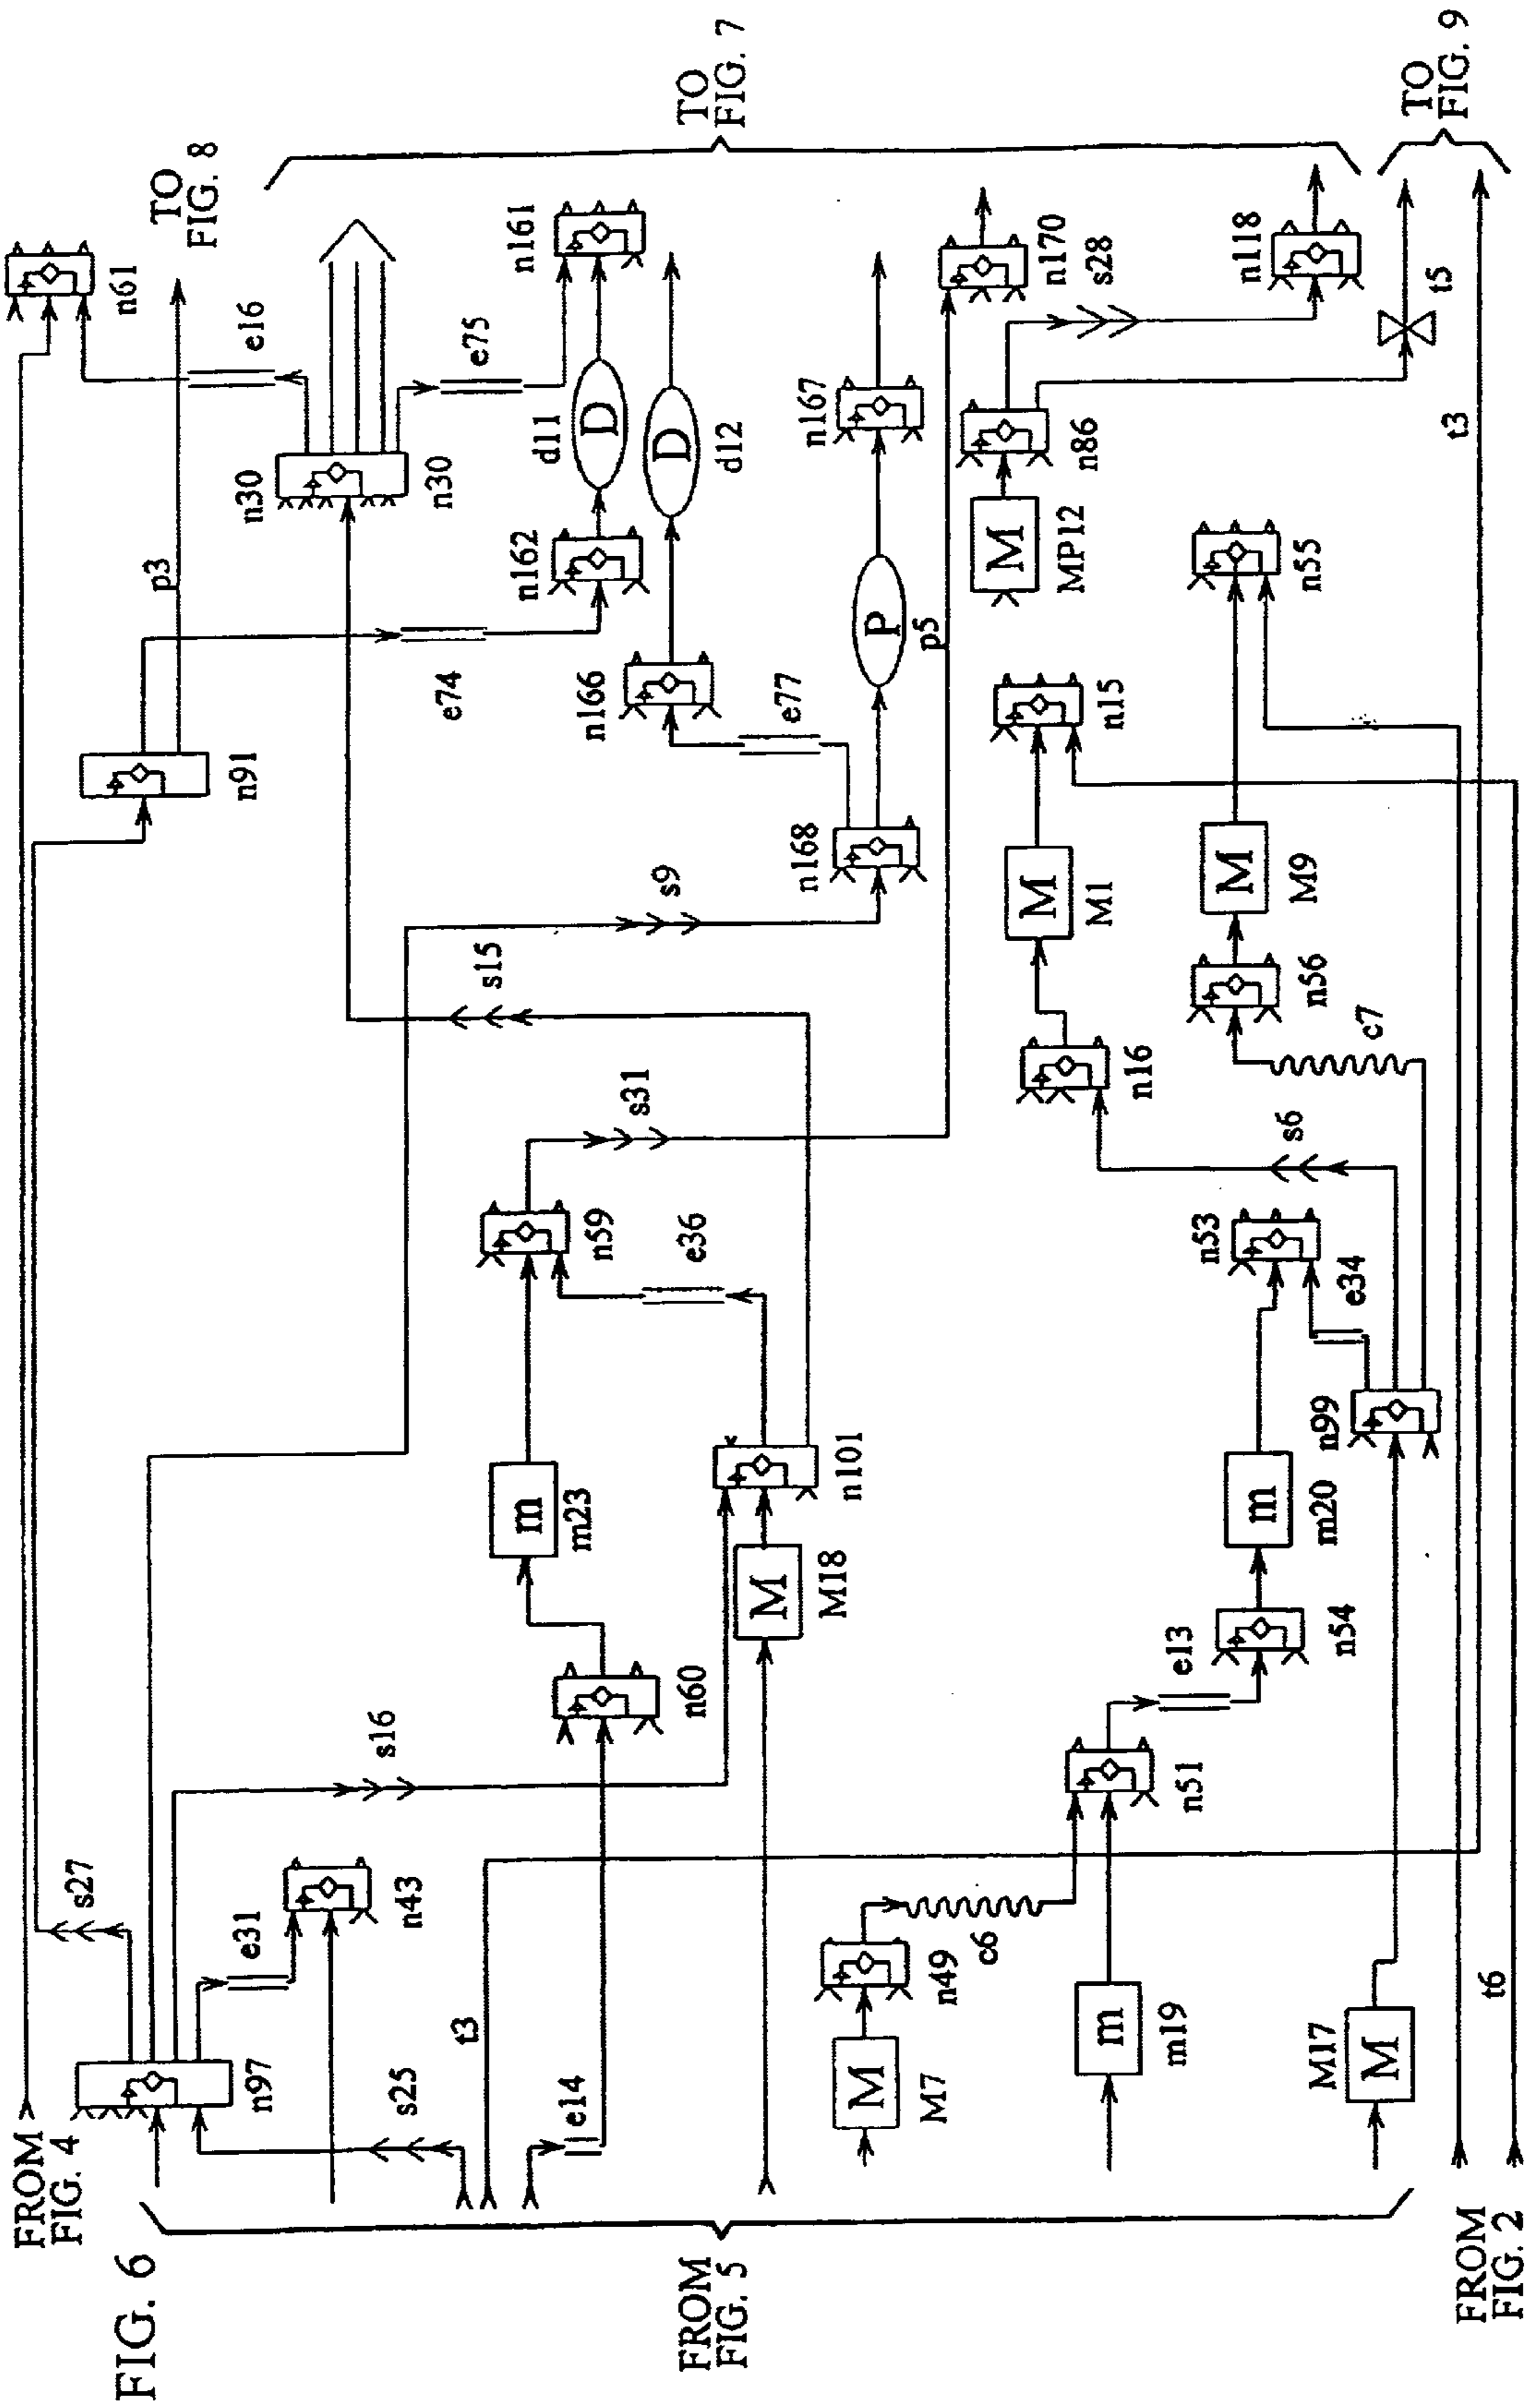 FIG. 6
FROM
FIG. 4
TO
FIG. 8
TO
FIG. 7
TO
FIG. 9
FROM
FIG. 5
FROM
FIG. 2
n61
e16
p3
n91
s27
n97
e31
n43
s25
t3
e14
s16
n60
m
m23
n59
e36
M
M18
n101
s31
s15
s9
n30
n30
e75
n161
D
d11
n162
e74
D
d12
n166
e77
n168
P
p5
n167
n170
s28
n118
t5
n86
M
MP12
t3
n55
n15
M
M1
n16
M
M9
n56
c7
s6
n53
e34
n99
m
m20
n54
e13
n51
c6
n49
M
M7
m
m19
M17
M
t6